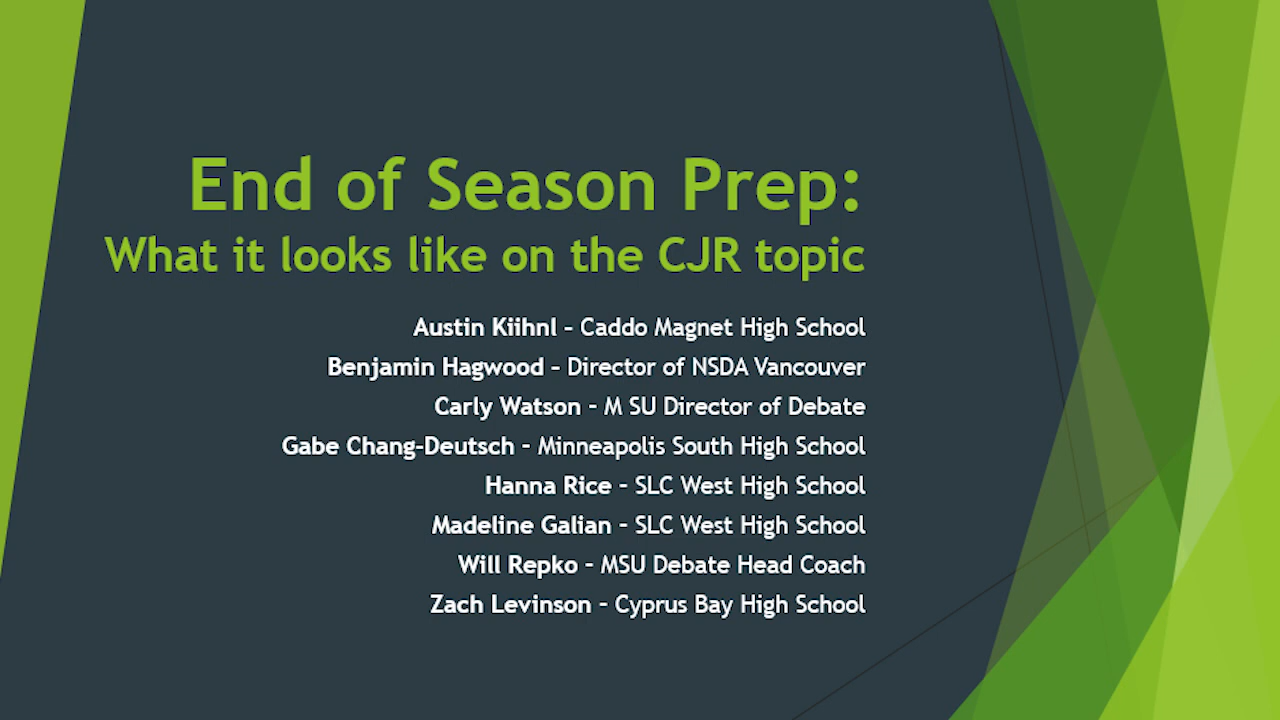 End of Season Prep:
What it looks like on the CJR topic
Austin Kiihnl – Caddo Magnet High School
Benjamin Hagwood – Director of NSDA Vancouver
Carly Watson – M SU Director of Debate
Gabe Chang-Deutsch – Minneapolis South High School
Hanna Rice – SLC West High School
Madeline Galian – SLC West High School
Will Repko – MSU Debate Head Coach
Zach Levinson – Cyprus Bay High School